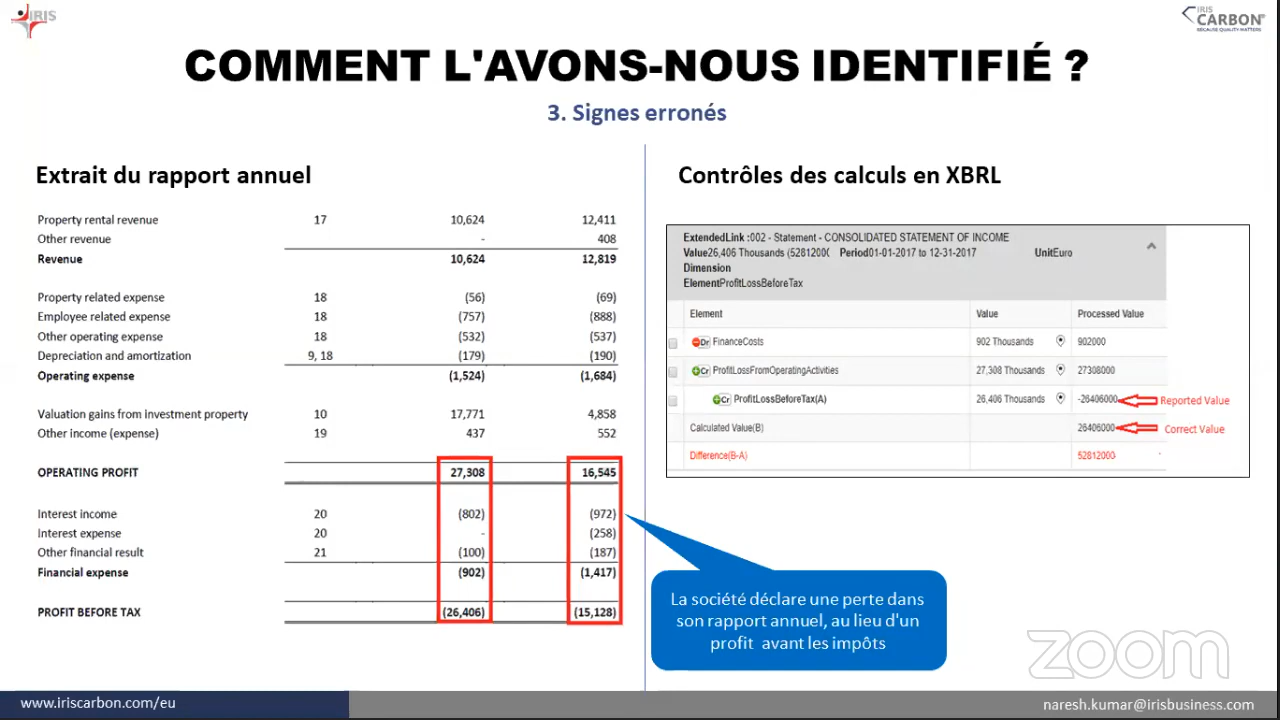 IRIS
IRIS
CARBON®
BECAUSE QUALITY MATTERS
COMMENT L'AVONS-NOUS IDENTIFIÉ ?
3. Signes erronés
Extrait du rapport annuel
Property rental revenue 17 10,624 12,411
Other revenue - 408
Revenue 10,624 12,819
Property related expense 18 (56) (69)
Employee related expense 18 (757) (888)
Other operating expense 18 (532) (537)
Depreciation and amortization 9, 18 (179) (190)
Operating expense (1,524) (1,684)
Valuation gains from investment property 10 17,771 4,858
Other income (expense) 19 437 552
OPERATING PROFIT 27,308 16,545
Interest income 20 (802) (972)
Interest expense 20 - (258)
Other financial result 21 (100) (187)
Financial expense (902) (1,417)
PROFIT BEFORE TAX (26,406) (15,128)
Contrôles des calculs en XBRL
ExtendedLink :002 - Statement - CONSOLIDATED STATEMENT OF INCOME
Value26,406 Thousands (5281200( Period01-01-2017 to 12-31-2017 UnitEuro
Dimension
ElementProfitLossBeforeTax
Element Value Processed Value
Dr FinanceCosts 902 Thousands 902000
Cr ProfitLossFromOperatingActivities 27,308 Thousands 27308000
Cr ProfitLossBeforeTax(A) 26,406 Thousands -26406000 Reported Value
Calculated Value(B) 26406000 Correct Value
Difference(B-A) 52812000
La société déclare une perte dans
son rapport annuel, au lieu d'un
profit avant les impôts
zoom
www.iriscarbon.com/eu
naresh.kumar@irisbusiness.com